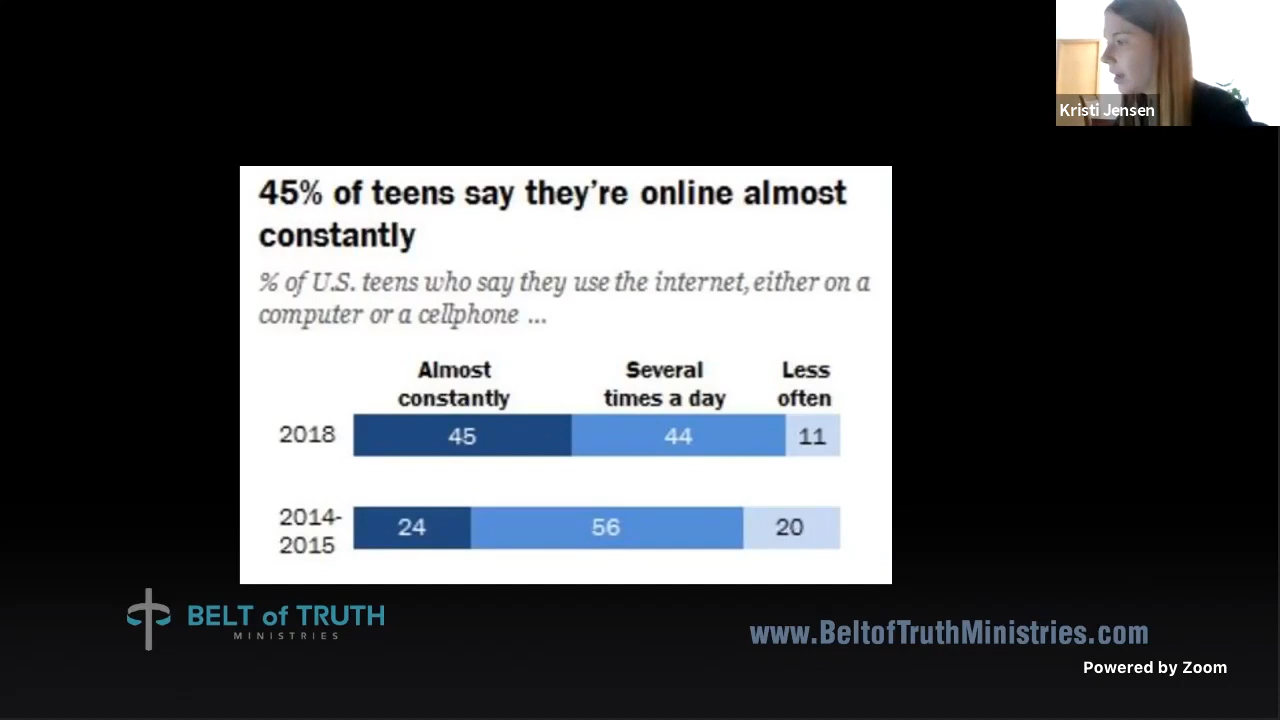 Kristi Jensen
45% of teens say they’re online almost
constantly
% of U.S. teens who say they use the internet, either on a
computer or a cellphone ...
Almost
constantly
Several
times a day
Less
often
2018
45
44
11
2014-
2015
24
56
20
BELT of TRUTH
MINISTRIES
www.BeltofTruthMinistries.com
Powered by Zoom